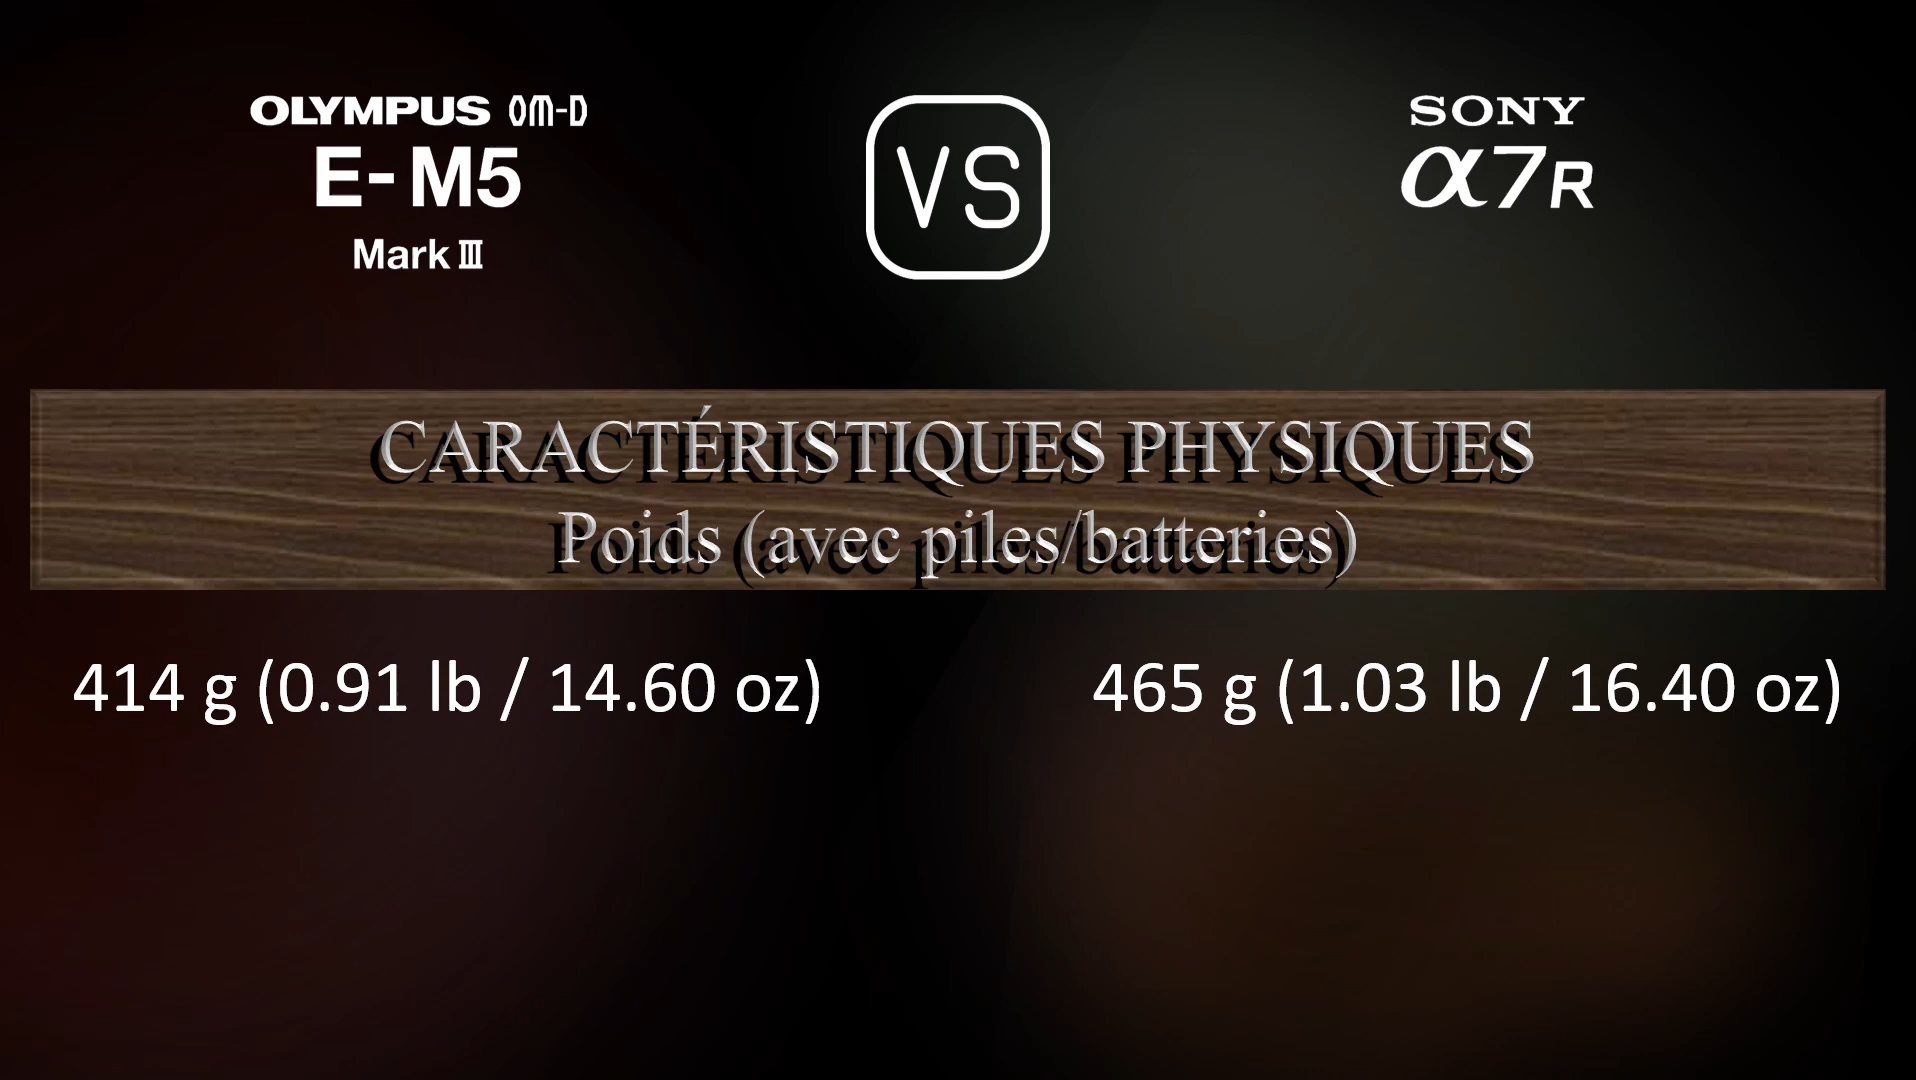 OLYMPUS OM-D
E-M5
Mark III
VS
SONY
α7R
CARACTÉRISTIQUES PHYSIQUES
Poids (avec piles/batteries)
414 g (0.91 lb / 14.60 oz)
465 g (1.03 lb / 16.40 oz)